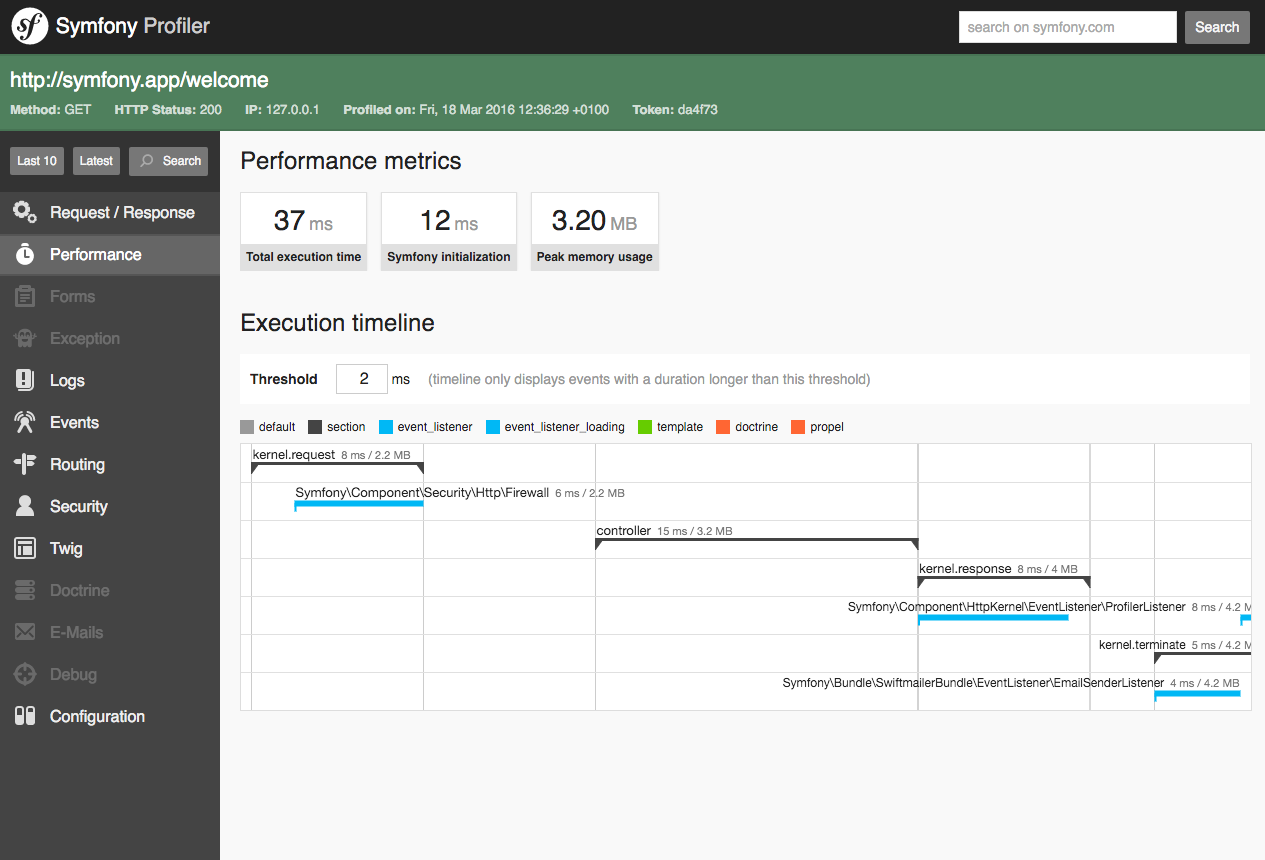 sf Symfony Profiler
search on symfony.com Search
http://symfony.app/welcome
Method: GET HTTP Status: 200 IP: 127.0.0.1 Profiled on: Fri, 18 Mar 2016 12:36:29 +0100 Token: da4f73
Last 10 Latest Search
Request / Response
Performance
Forms
Exception
Logs
Events
Routing
Security
Twig
Doctrine
E-Mails
Debug
Configuration
Performance metrics
37 ms
Total execution time
12 ms
Symfony initialization
3.20 MB
Peak memory usage
Execution timeline
Threshold 2 ms (timeline only displays events with a duration longer than this threshold)
default section event_listener event_listener_loading template doctrine propel
kernel.request 8 ms / 2.2 MB
Symfony\Component\Security\Http\Firewall 6 ms / 2.2 MB
controller 15 ms / 3.2 MB
kernel.response 8 ms / 4 MB
Symfony\Component\HttpKernel\EventListener\ProfilerListener 8 ms / 4.2 M
kernel.terminate 5 ms / 4.2 M
Symfony\Bundle\SwiftmailerBundle\EventListener\EmailSenderListener 4 ms / 4.2 MB